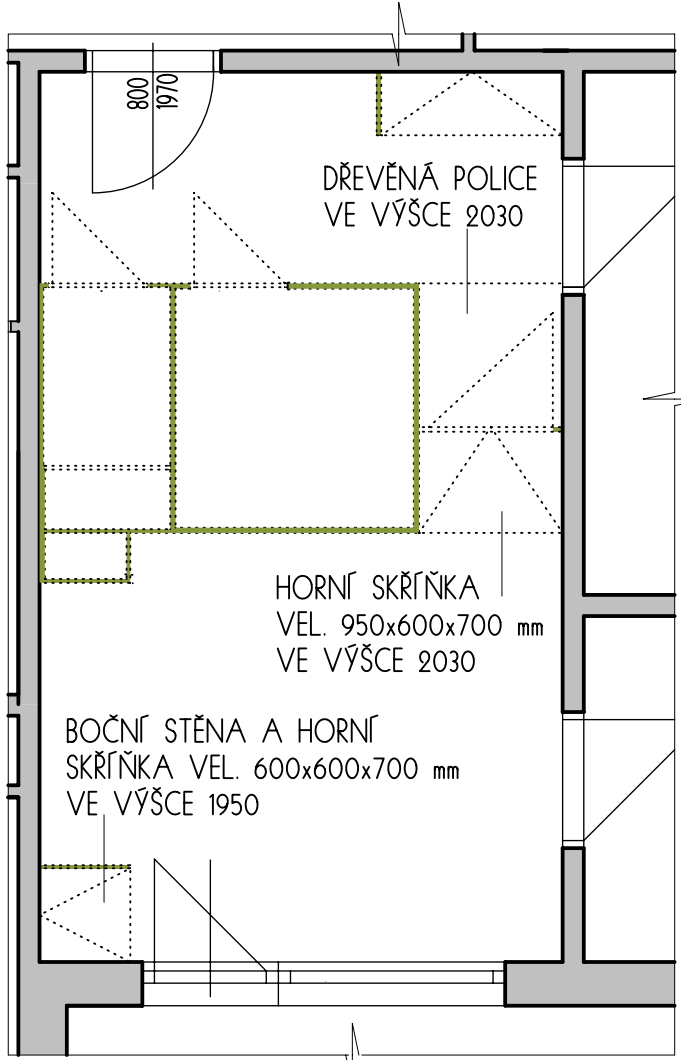 800
1970
DŘEVĚNÁ POLICE
VE VÝŠCE 2030
HORNÍ SKŘÍŇKA
VEL. 950x600x700 mm
VE VÝŠCE 2030
BOČNÍ STĚNA A HORNÍ
SKŘÍŇKA VEL. 600x600x700 mm
VE VÝŠCE 1950